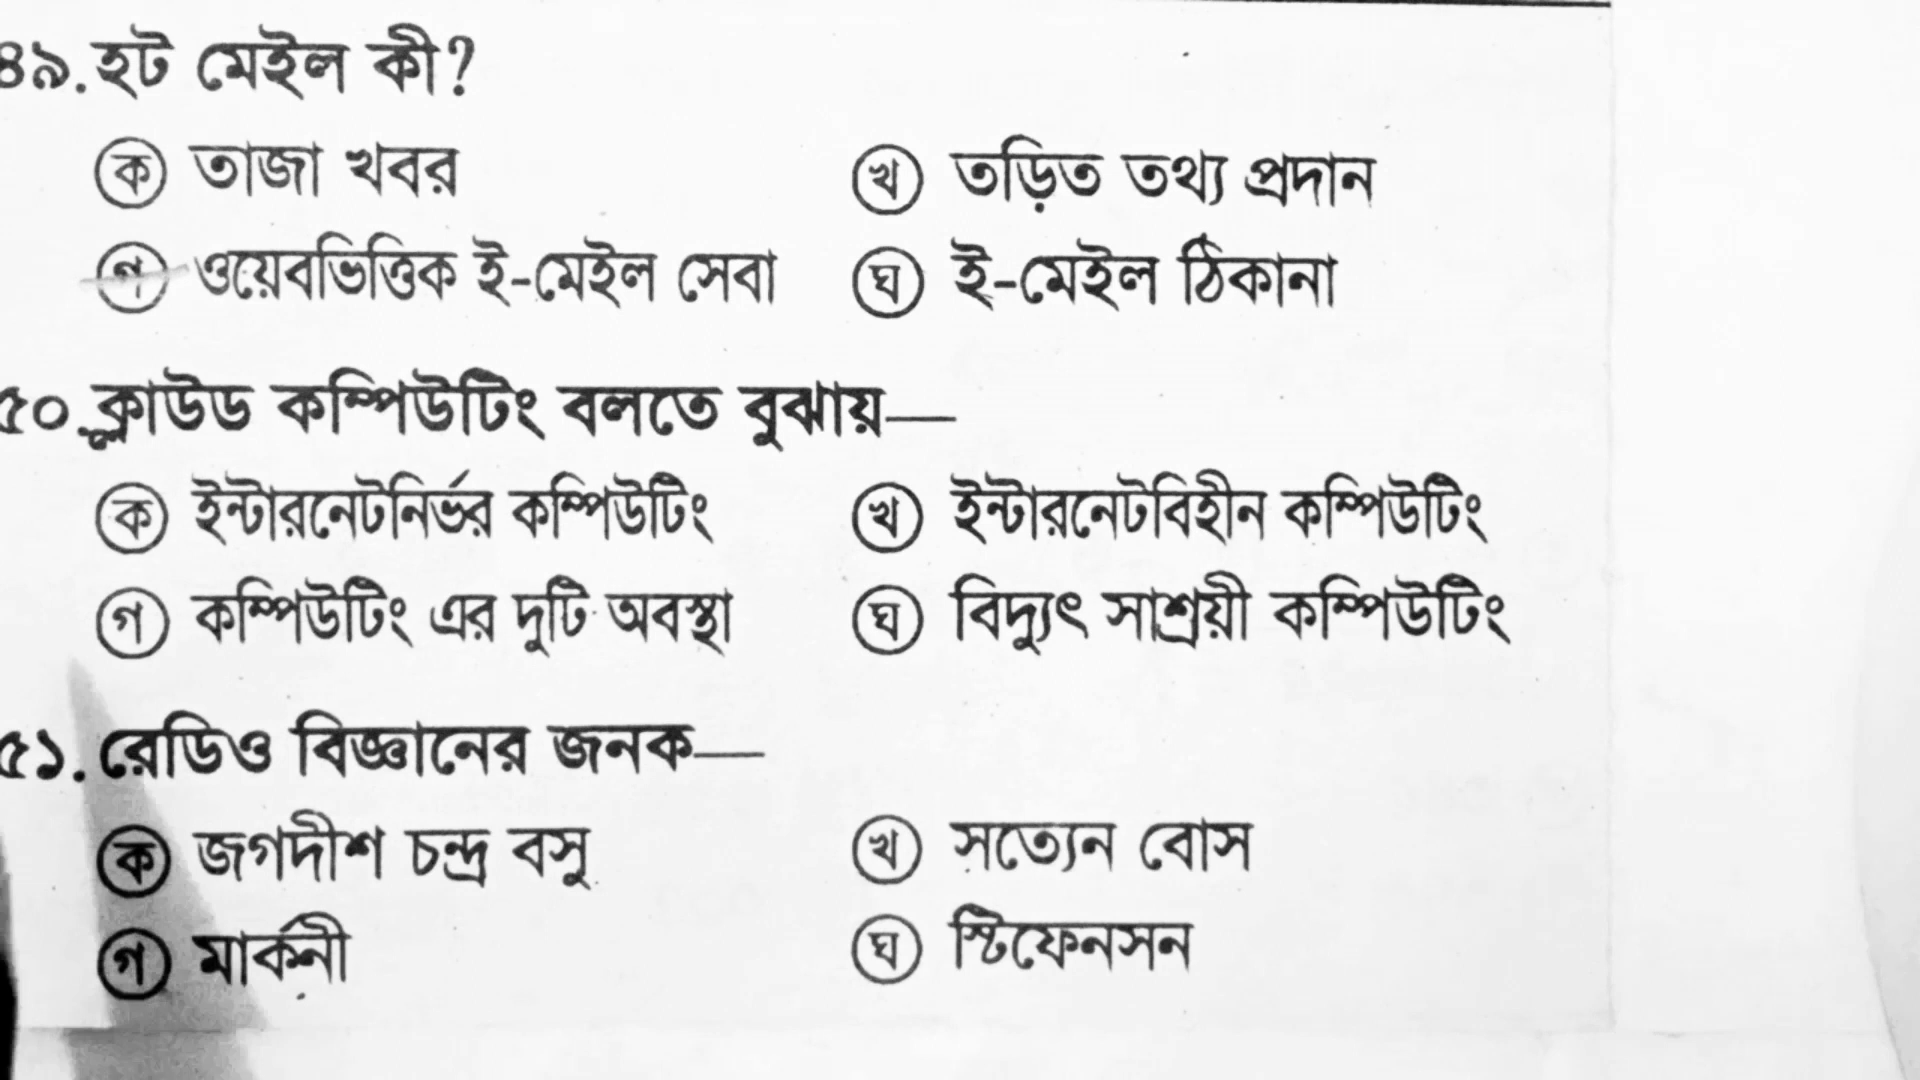 ৪৯. হট মেইল কী?
ক তাজা খবর খ তড়িত তথ্য প্রদান
গ ওয়েবভিত্তিক ই-মেইল সেবা ঘ ই-মেইল ঠিকানা
৫০. ক্লাউড কম্পিউটিং বলতে বুঝায়—
ক ইন্টারনেটনির্ভর কম্পিউটিং খ ইন্টারনেটবিহীন কম্পিউটিং
গ কম্পিউটিং এর দুটি অবস্থা ঘ বিদ্যুৎ সাশ্রয়ী কম্পিউটিং
৫১. রেডিও বিজ্ঞানের জনক—
ক জগদীশ চন্দ্র বসু খ সত্যেন বোস
গ মার্কনী ঘ স্টিফেনসন